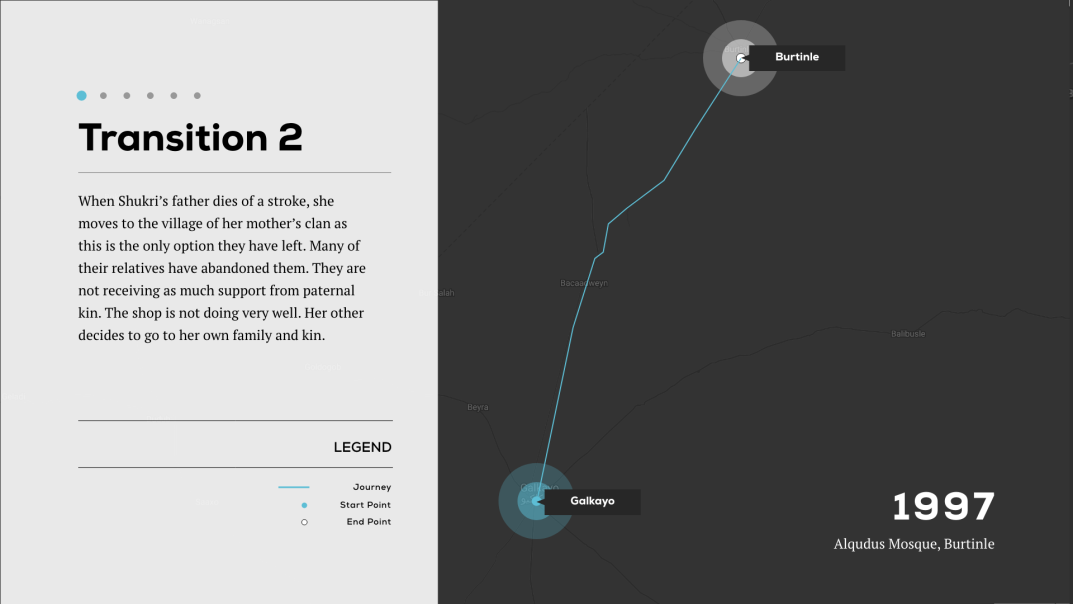 Transition 2
When Shukri’s father dies of a stroke, she
moves to the village of her mother’s clan as
this is the only option they have left. Many of
their relatives have abandoned them. They are
not receiving as much support from paternal
kin. The shop is not doing very well. Her other
decides to go to her own family and kin.
LEGEND
Journey
Start Point
End Point
Burtinle
Bacaadweyn
Balibusle
Beyra
Galkayo
1997
Alqudus Mosque, Burtinle